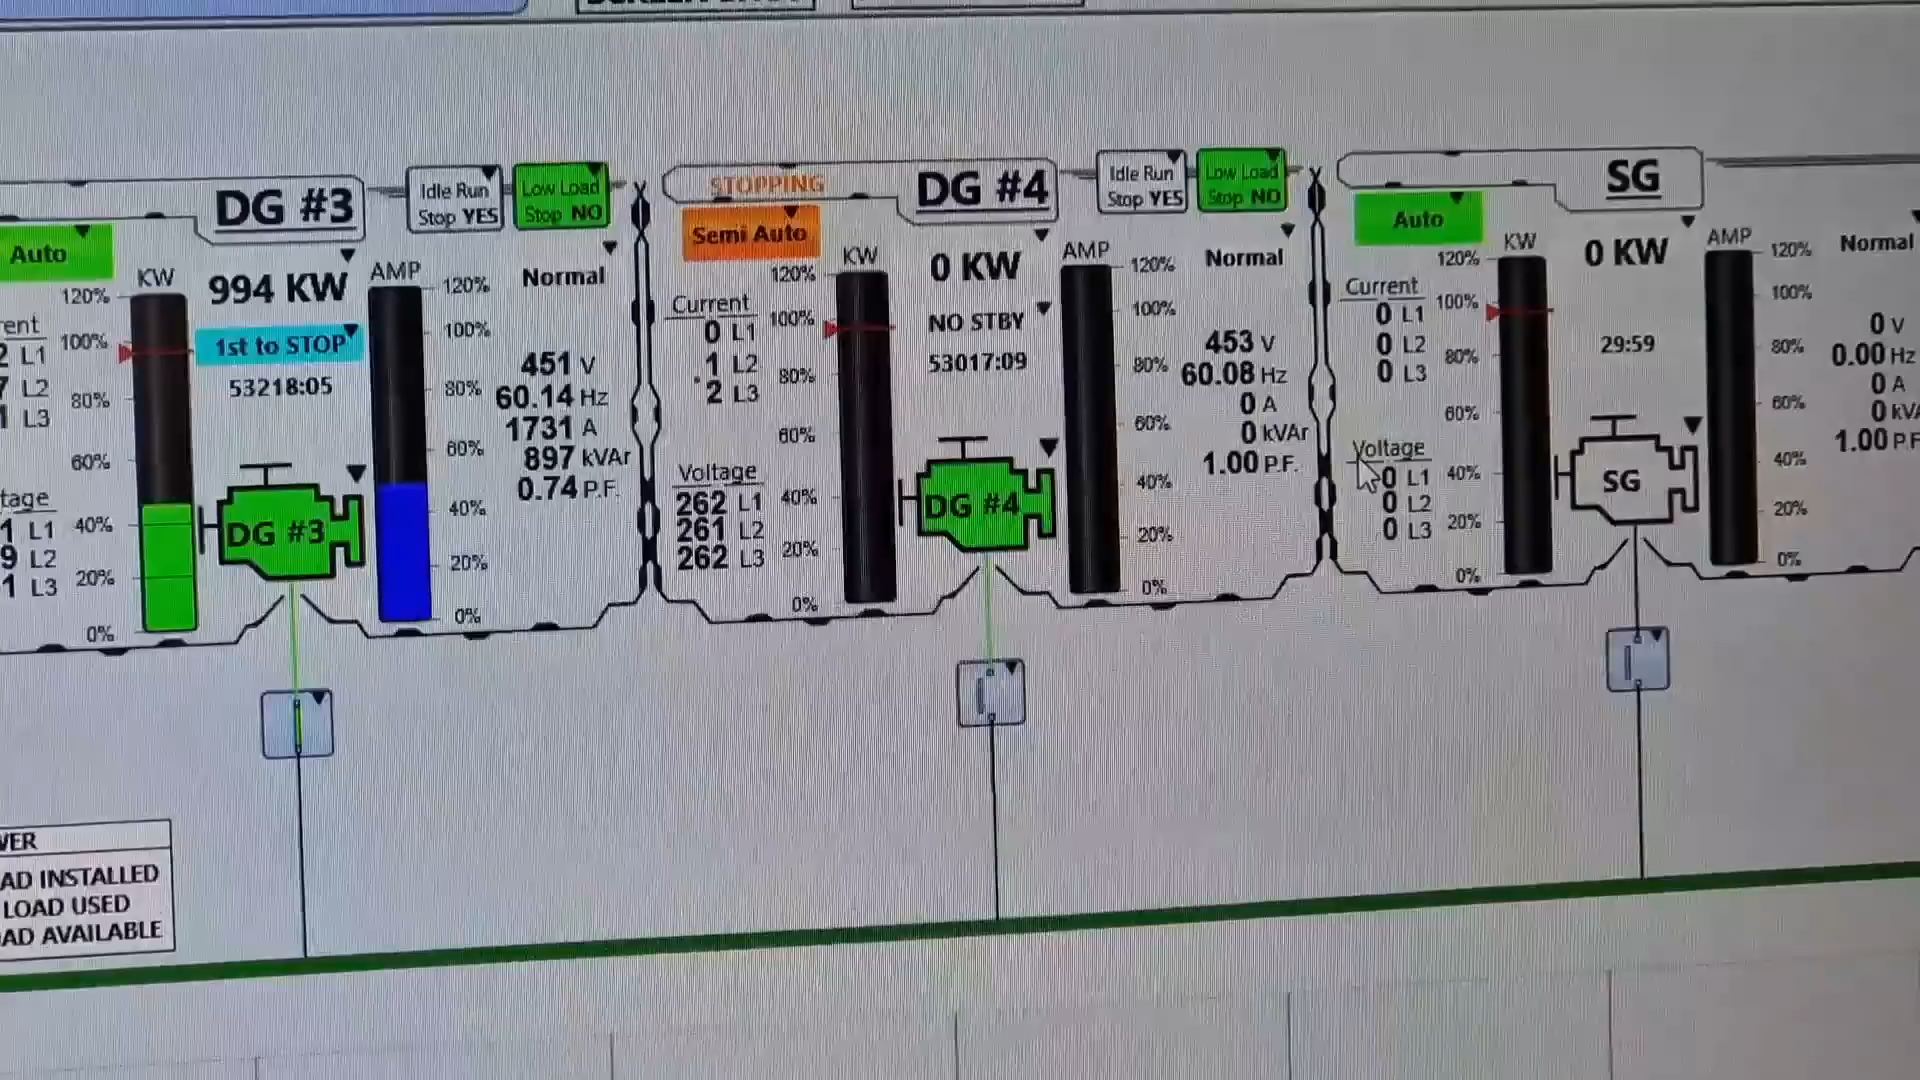 DG #3
Idle Run
Stop YES
Low Load
Stop NO
Auto
KW
994 KW
AMP
Normal
120%
100%
80%
60%
40%
20%
0%
1st to STOP
53218:05
120%
100%
80%
60%
40%
20%
0%
451 V
60.14 Hz
1731 A
897 kVAr
0.74 P.F.
L1
L2
L3
L1
L2
L3
DG #3
STOPPING
DG #4
Idle Run
Stop YES
Low Load
Stop NO
Semi Auto
KW
0 KW
AMP
Normal
Current
0 L1
1 L2
2 L3
Voltage
262 L1
261 L2
262 L3
120%
100%
80%
60%
40%
20%
0%
NO STBY
53017:09
120%
100%
80%
60%
40%
20%
0%
453 V
60.08 Hz
0 A
0 kVAr
1.00 P.F.
DG #4
SG
Auto
KW
0 KW
AMP
Normal
Current
0 L1
0 L2
0 L3
Voltage
0 L1
0 L2
0 L3
120%
100%
80%
60%
40%
20%
0%
29:59
120%
100%
80%
60%
40%
20%
0%
0 V
0.00 Hz
0 A
0 kVA
1.00 P.F
SG
INSTALLED
LOAD USED
AVAILABLE